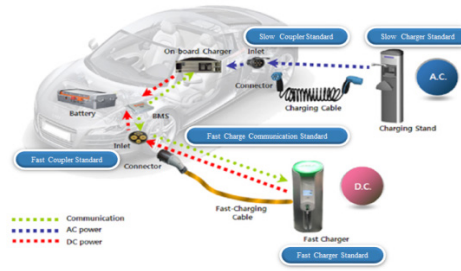 Slow Coupler Standard
Slow Charger Standard
On-board Charger
Inlet
Connector
Charging Cable
A.C.
Charging Stand
Battery
BMS
Fast Charge Communication Standard
Fast Coupler Standard
Inlet
Connector
D.C.
Fast-Charging
Cable
Communication
AC power
DC power
Fast Charger
Fast Charger Standard